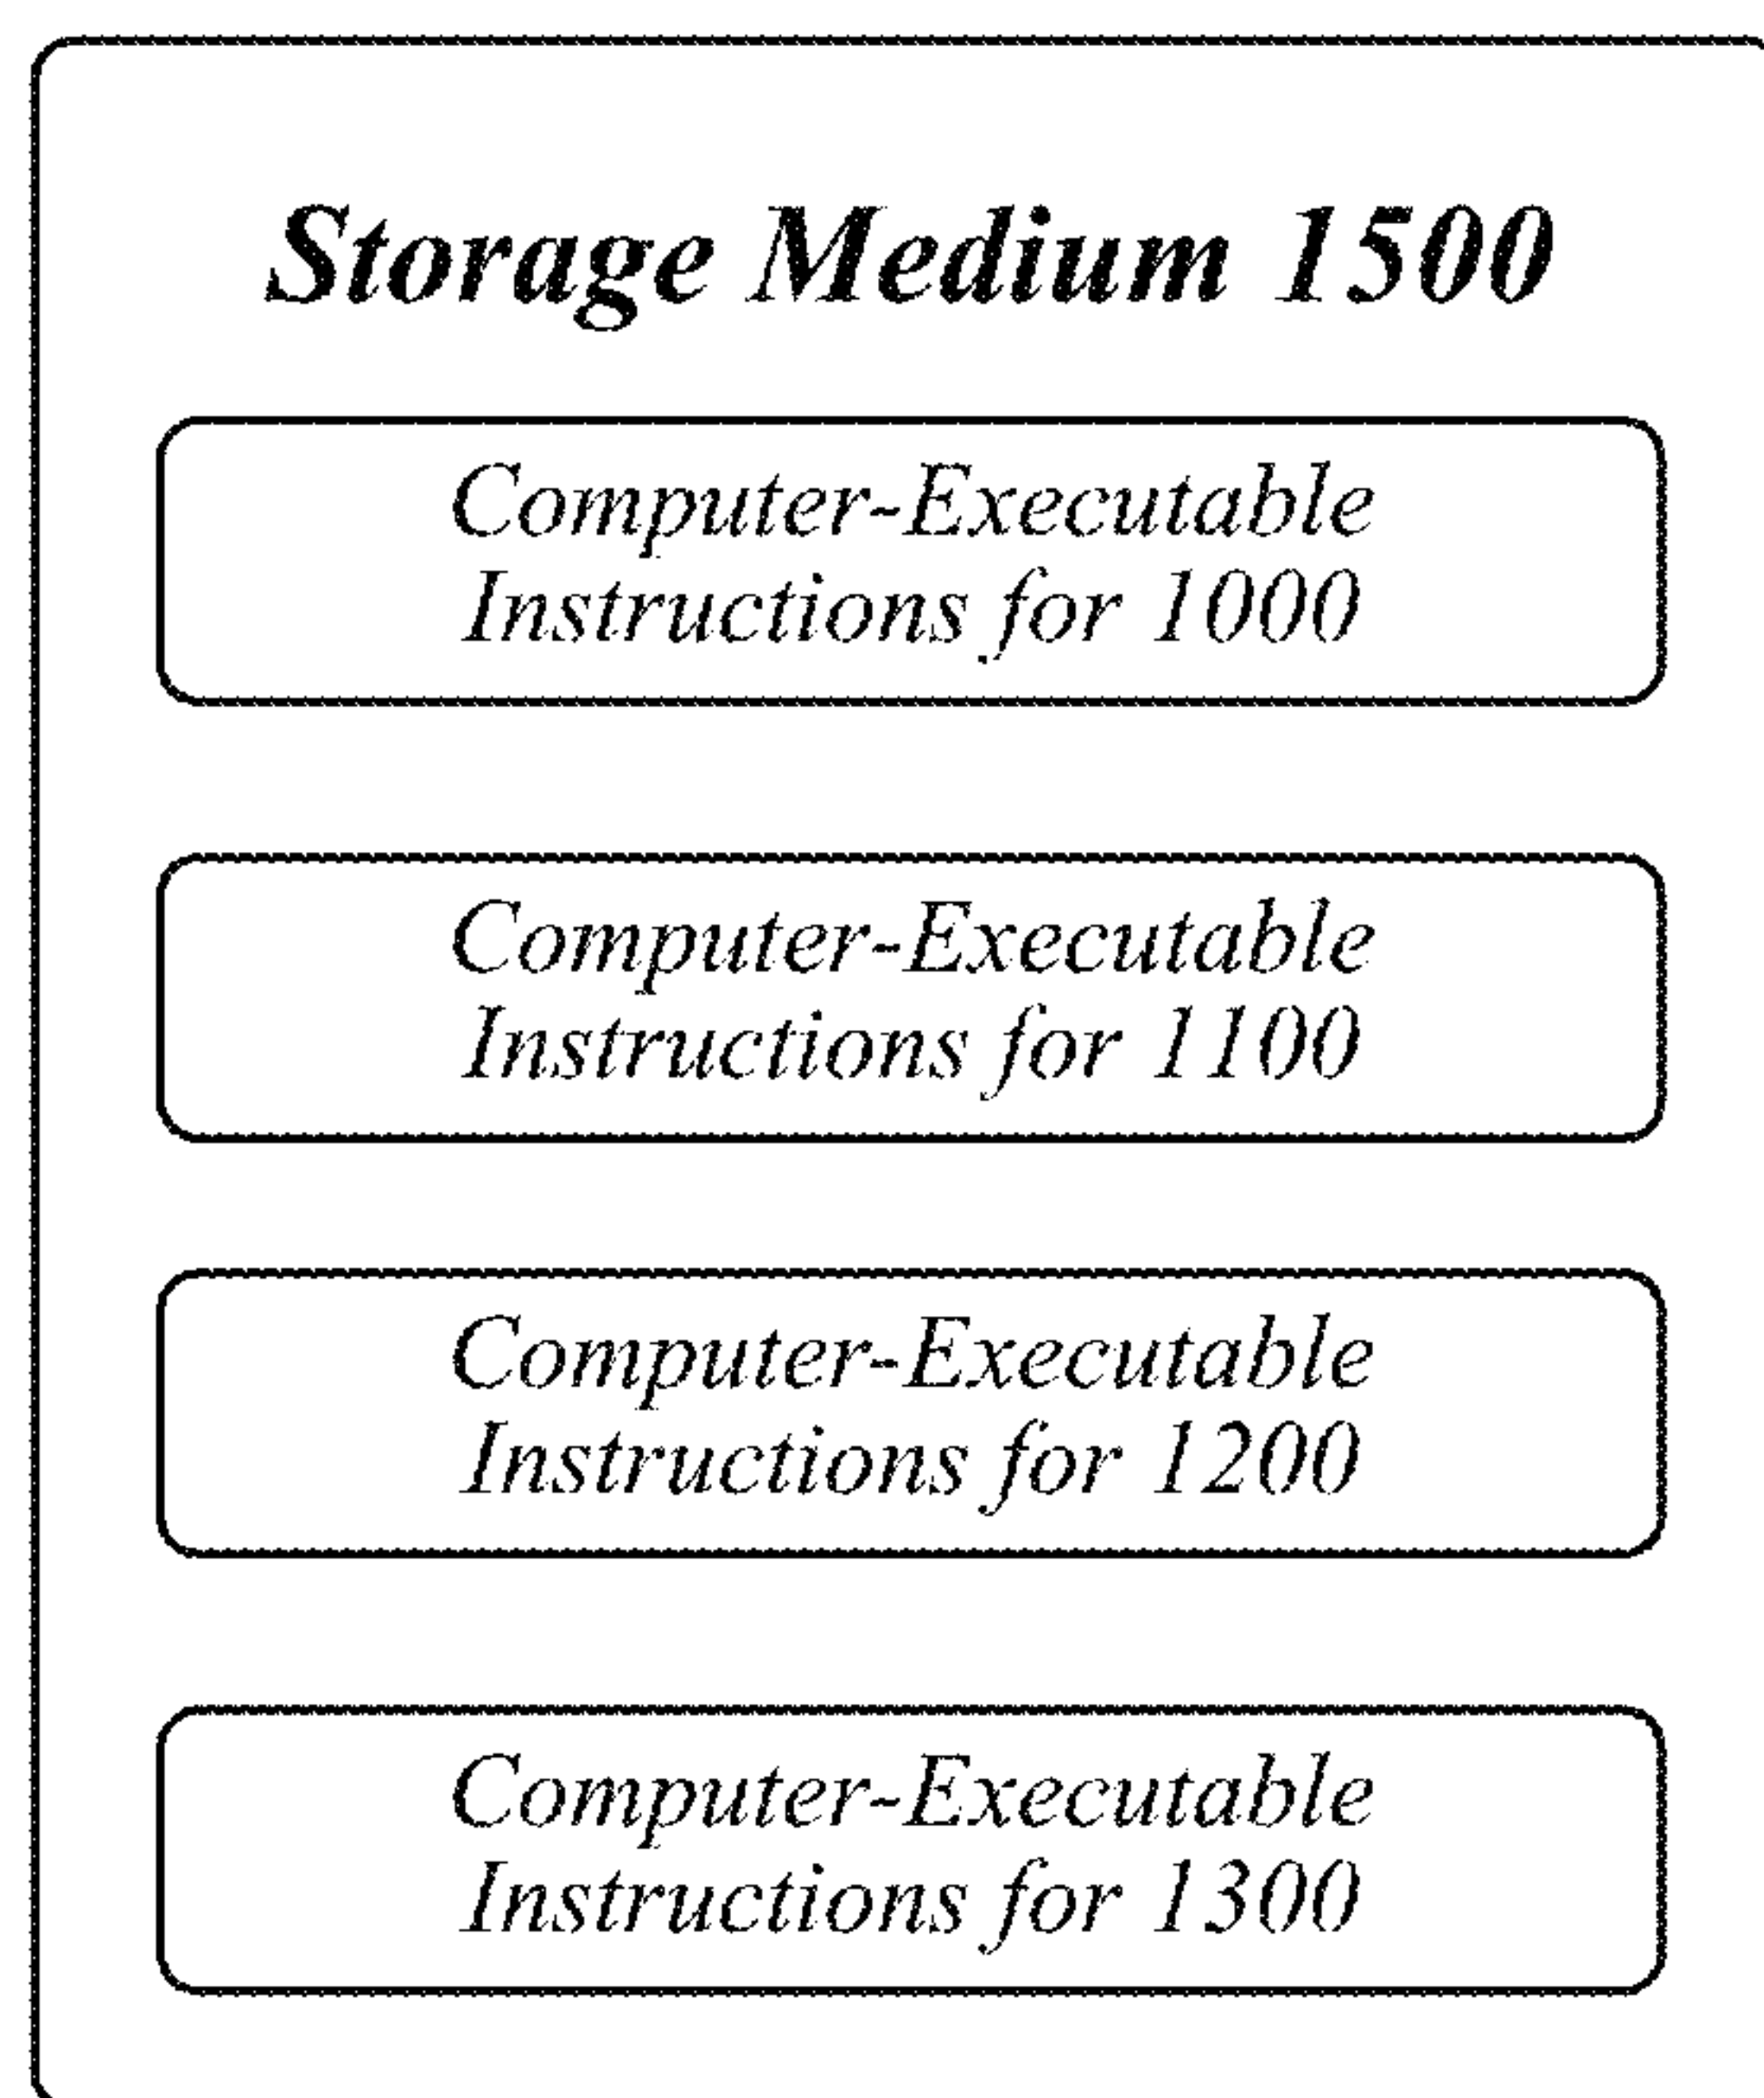 Storage Medium 1500
Computer-Executable
Instructions for 1000
Computer-Executable
Instructions for 1100
Computer-Executable
Instructions for 1200
Computer-Executable
Instructions for 1300